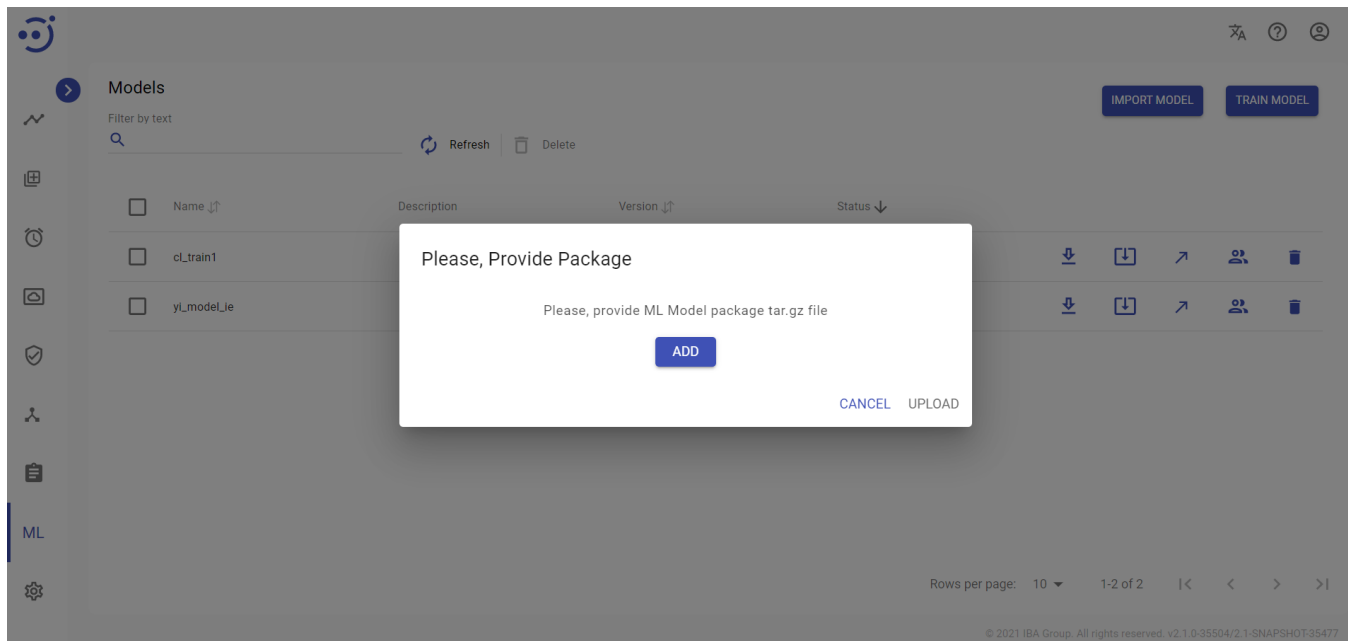 Models
IMPORT MODEL TRAIN MODEL
Filter by text
Refresh Delete
Name Description Version Status
cl_train1
yi_model_ie
Please, Provide Package
Please, provide ML Model package tar.gz file
ADD
CANCEL UPLOAD
ML
Rows per page: 10 1-2 of 2
© 2021 IBA Group. All rights reserved. v2.1.0-35504/2.1-SNAPSHOT-35477